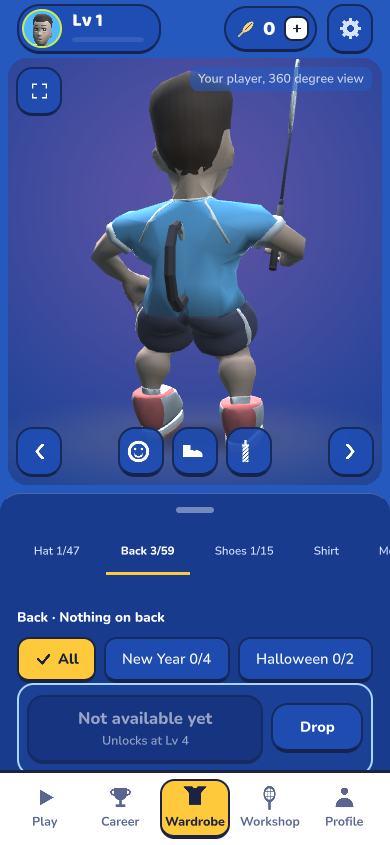 Lv 1
0
+
Your player, 360 degree view
Hat 1/47
Back 3/59
Shoes 1/15
Shirt
Back · Nothing on back
All
New Year 0/4
Halloween 0/2
Not available yet
Unlocks at Lv 4
Drop
Play
Career
Wardrobe
Workshop
Profile